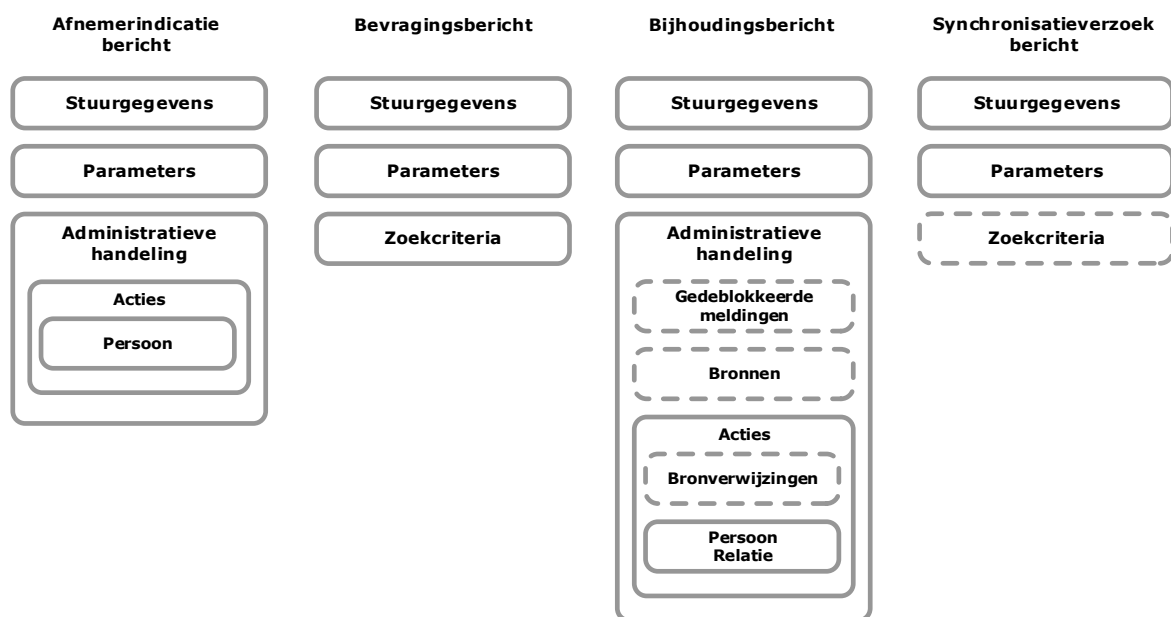 Afnemerindicatie
bericht
Stuurgegevens
Parameters
Administratieve
handeling
Acties
Persoon
Bevragingsbericht
Stuurgegevens
Parameters
Zoekcriteria
Bijhoudingsbericht
Stuurgegevens
Parameters
Administratieve
handeling
Gedeblokkeerde
meldingen
Bronnen
Acties
Bronverwijzingen
Persoon
Relatie
Synchronisatieverzoek
bericht
Stuurgegevens
Parameters
Zoekcriteria